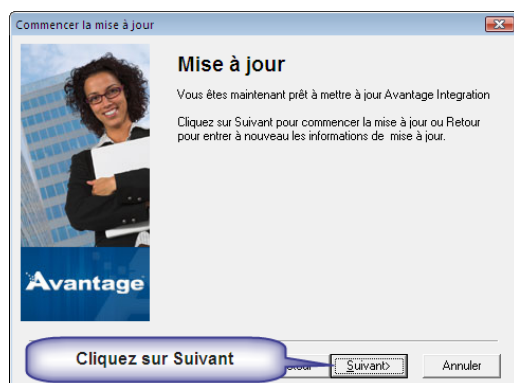 Commencer la mise à jour
Mise à jour
Vous êtes maintenant prêt à mettre à jour Avantage Integration
Cliquez sur Suivant pour commencer la mise à jour ou Retour
pour entrer à nouveau les informations de mise à jour.
Avantage
Cliquez sur Suivant
Suivant>
Annuler